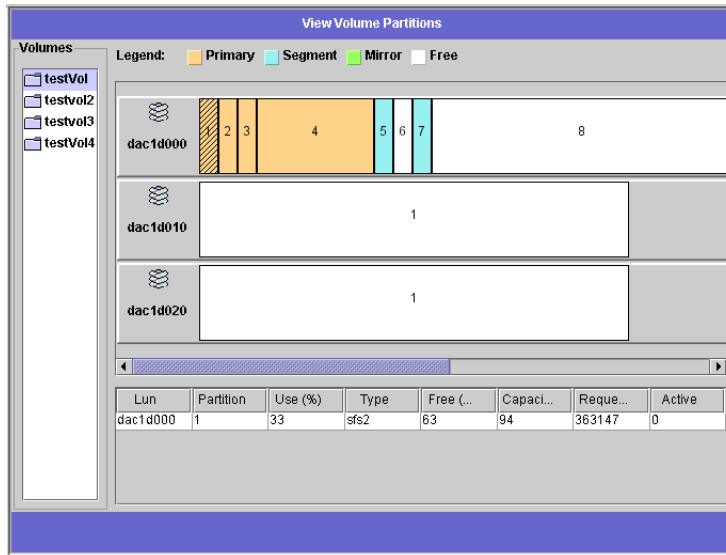 View Volume Partitions
Volumes
testVol
testvol2
testvol3
testVol4
Legend: Primary Segment Mirror Free
dac1d000
1 2 3 4 5 6 7 8
dac1d010
1
dac1d020
1
Lun Partition Use (%) Type Free (... Capaci... Reque... Active
dac1d000 1 33 sfs2 63 94 363147 0